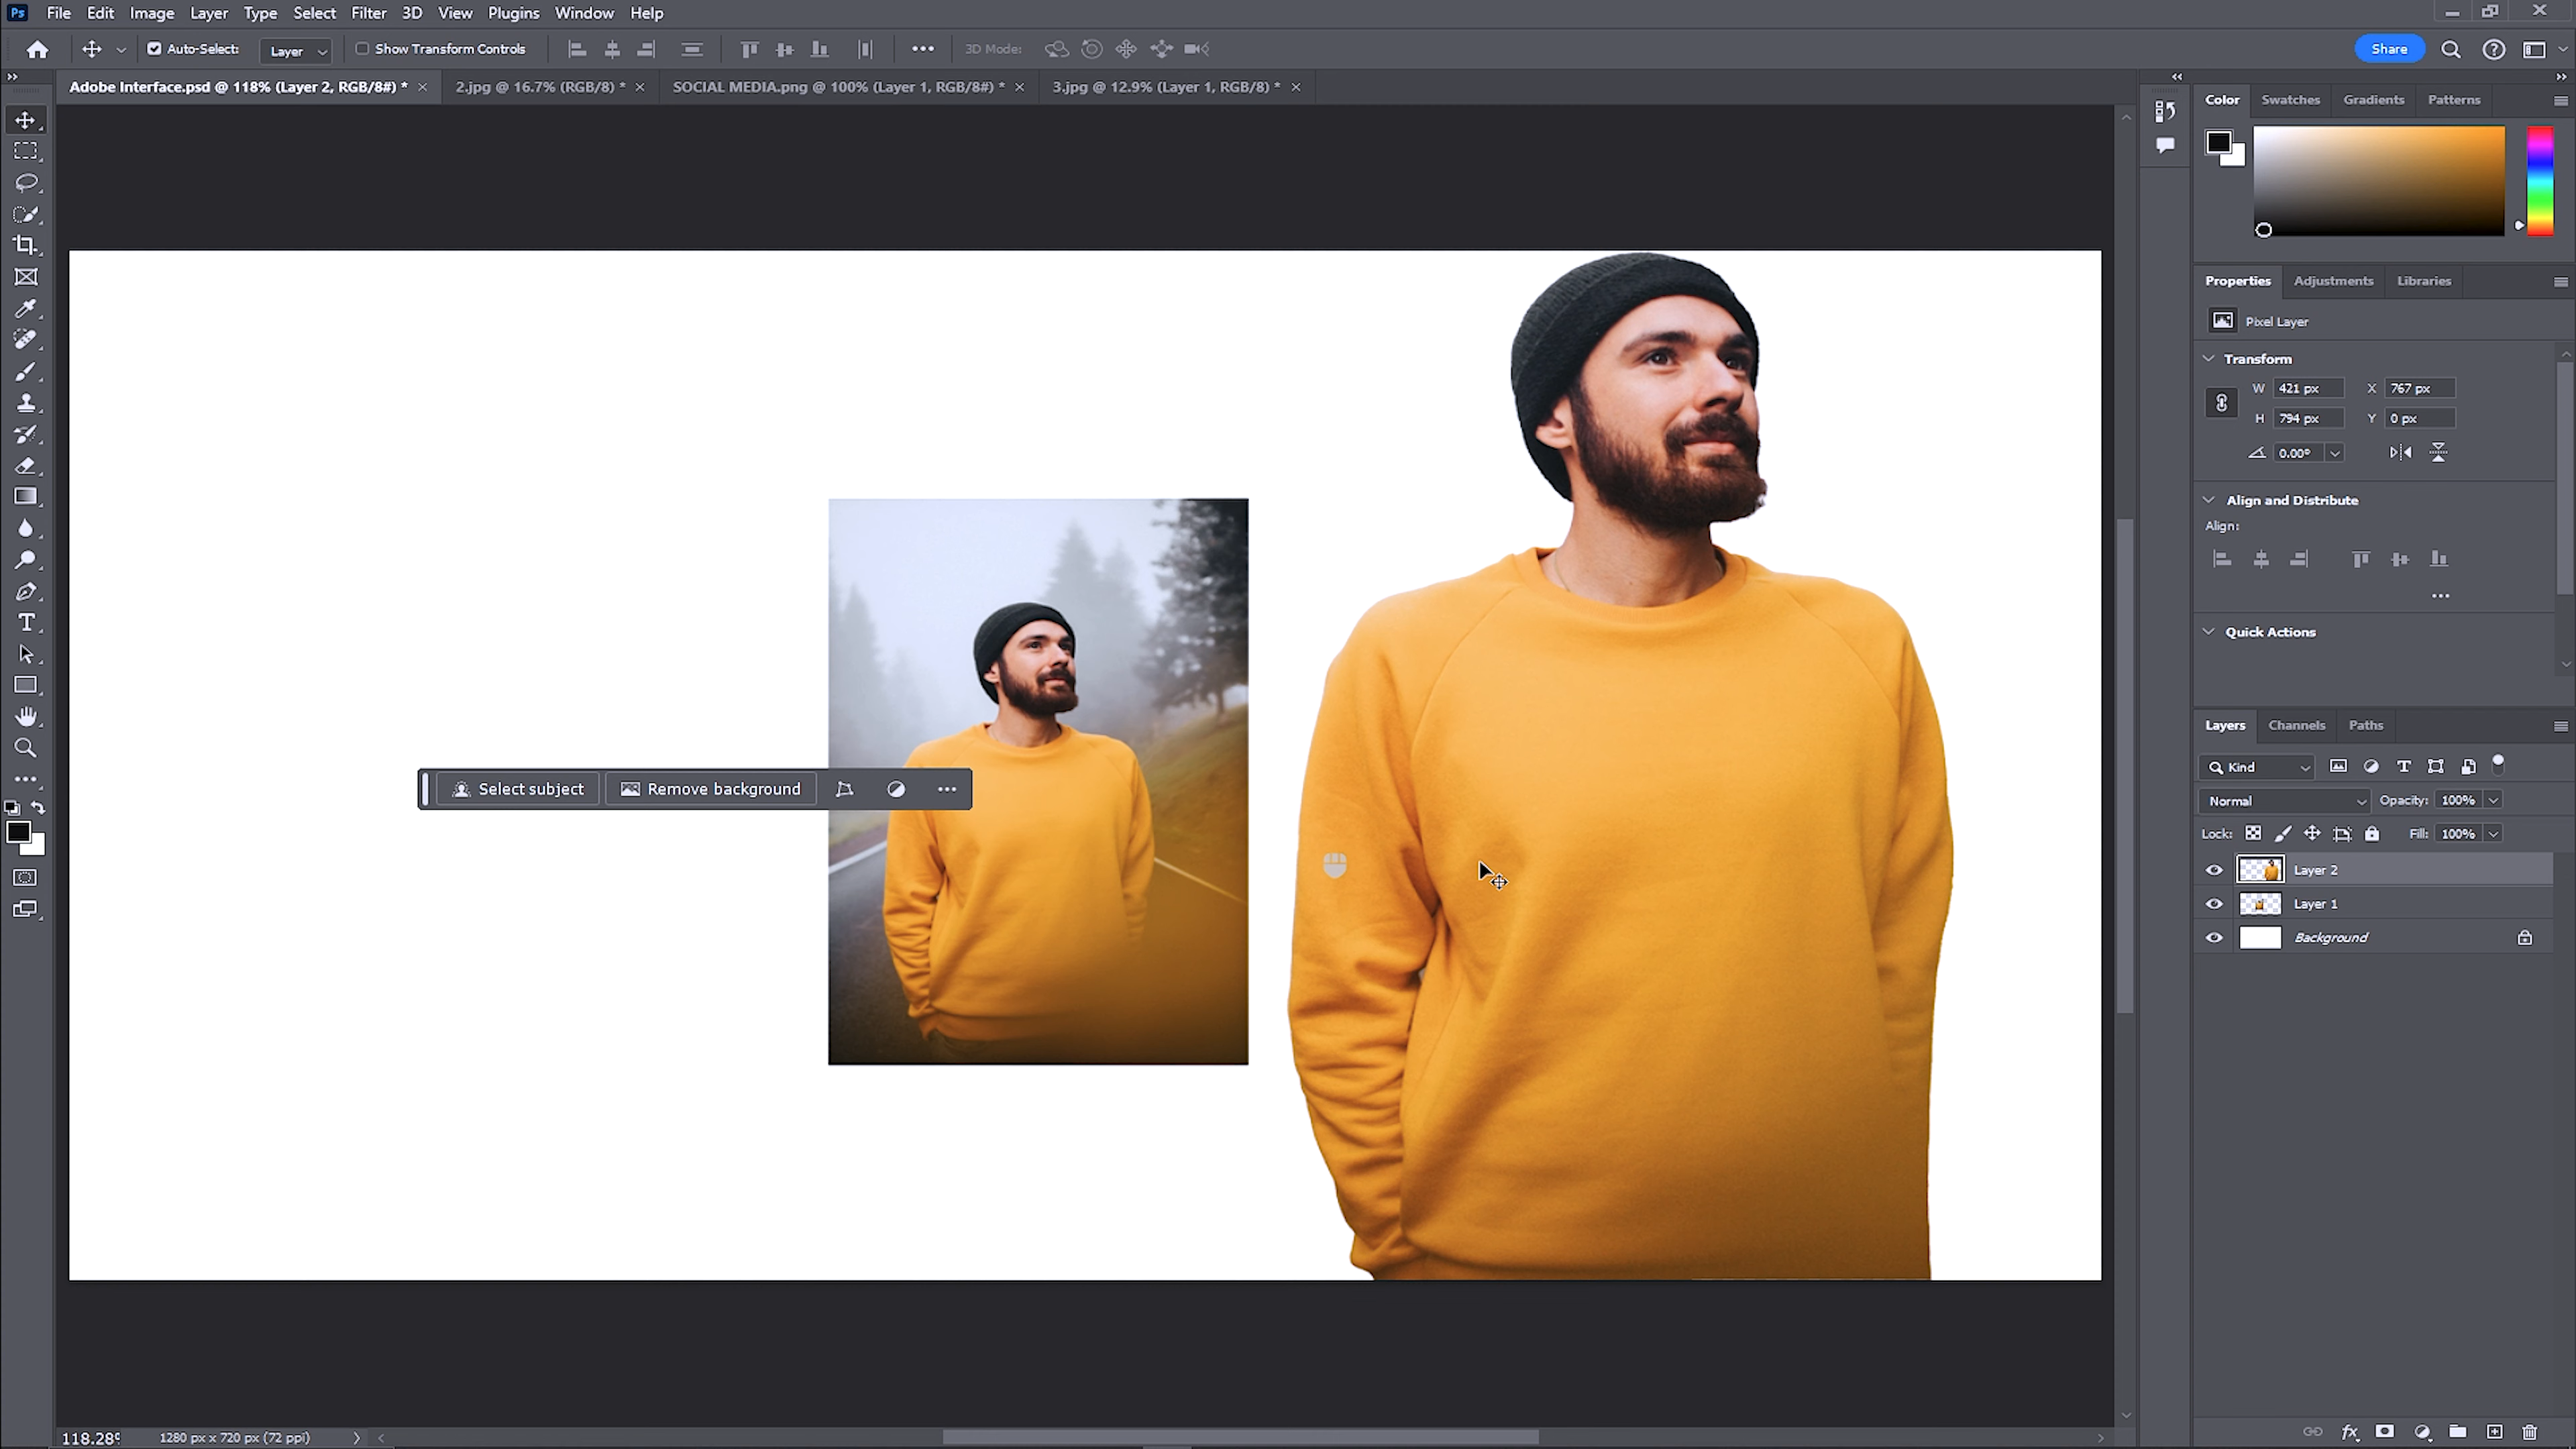 Ps File Edit Image Layer Type Select Filter 3D View Plugins Window Help
Auto-Select: Layer Show Transform Controls 3D Mode: Share
Adobe Interface.psd @ 118% (Layer 2, RGB/8#) * 2.jpg @ 16.7% (RGB/8) * SOCIAL MEDIA.png @ 100% (Layer 1, RGB/8#) * 3.jpg @ 12.9% (Layer 1, RGB/8) *
Color Swatches Gradients Patterns
Properties Adjustments Libraries
Pixel Layer
Transform
W 421 px X 767 px
H 794 px Y 0 px
0.00°
Align and Distribute
Align:
Quick Actions
Select subject Remove background
Layers Channels Paths
Kind
Normal Opacity: 100%
Lock: Fill: 100%
Layer 2
Layer 1
Background
118.28% 1280 px x 720 px (72 ppi)